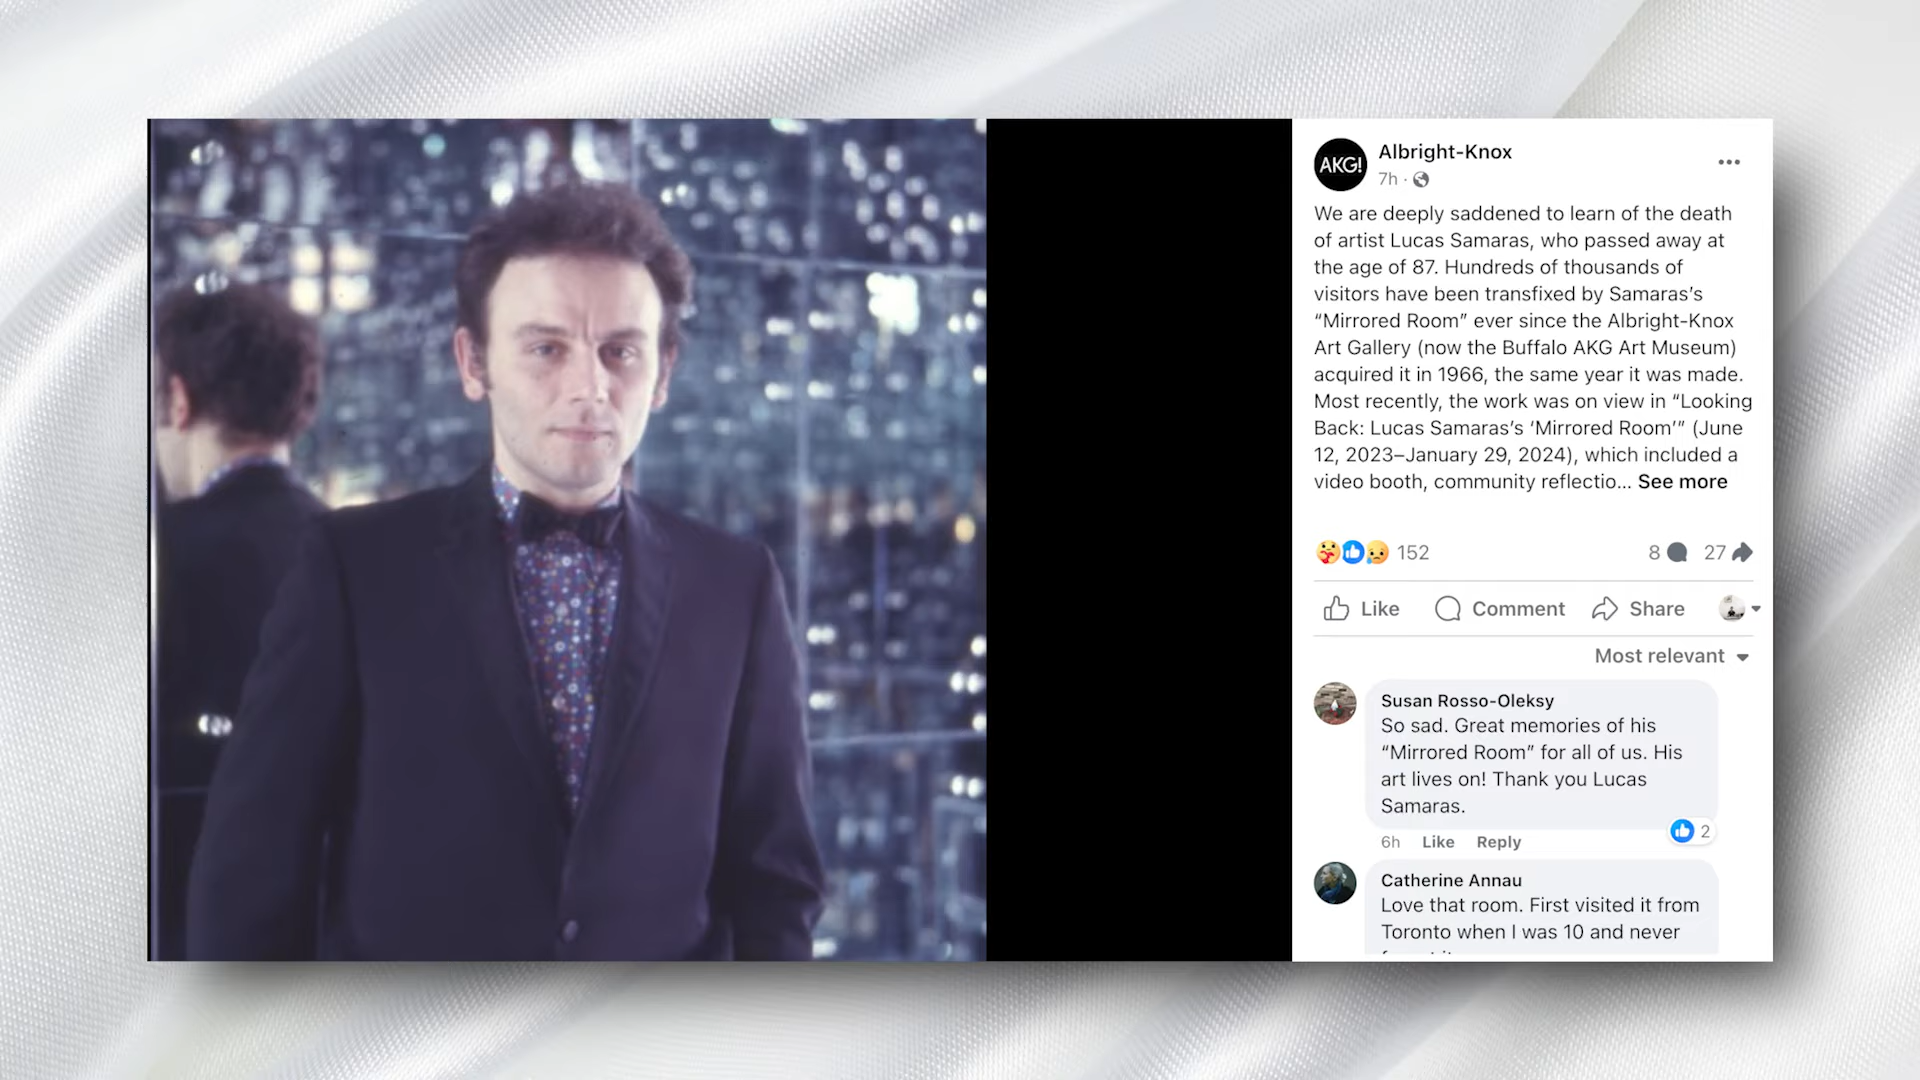 AKG!
Albright-Knox
7h ·
We are deeply saddened to learn of the death
of artist Lucas Samaras, who passed away at
the age of 87. Hundreds of thousands of
visitors have been transfixed by Samaras’s
“Mirrored Room” ever since the Albright-Knox
Art Gallery (now the Buffalo AKG Art Museum)
acquired it in 1966, the same year it was made.
Most recently, the work was on view in “Looking
Back: Lucas Samaras’s ‘Mirrored Room’” (June
12, 2023–January 29, 2024), which included a
video booth, community reflectio... See more
152 8 27
Like Comment Share
Most relevant
Susan Rosso-Oleksy
So sad. Great memories of his
“Mirrored Room” for all of us. His
art lives on! Thank you Lucas
Samaras.
2
6h Like Reply
Catherine Annau
Love that room. First visited it from
Toronto when I was 10 and never